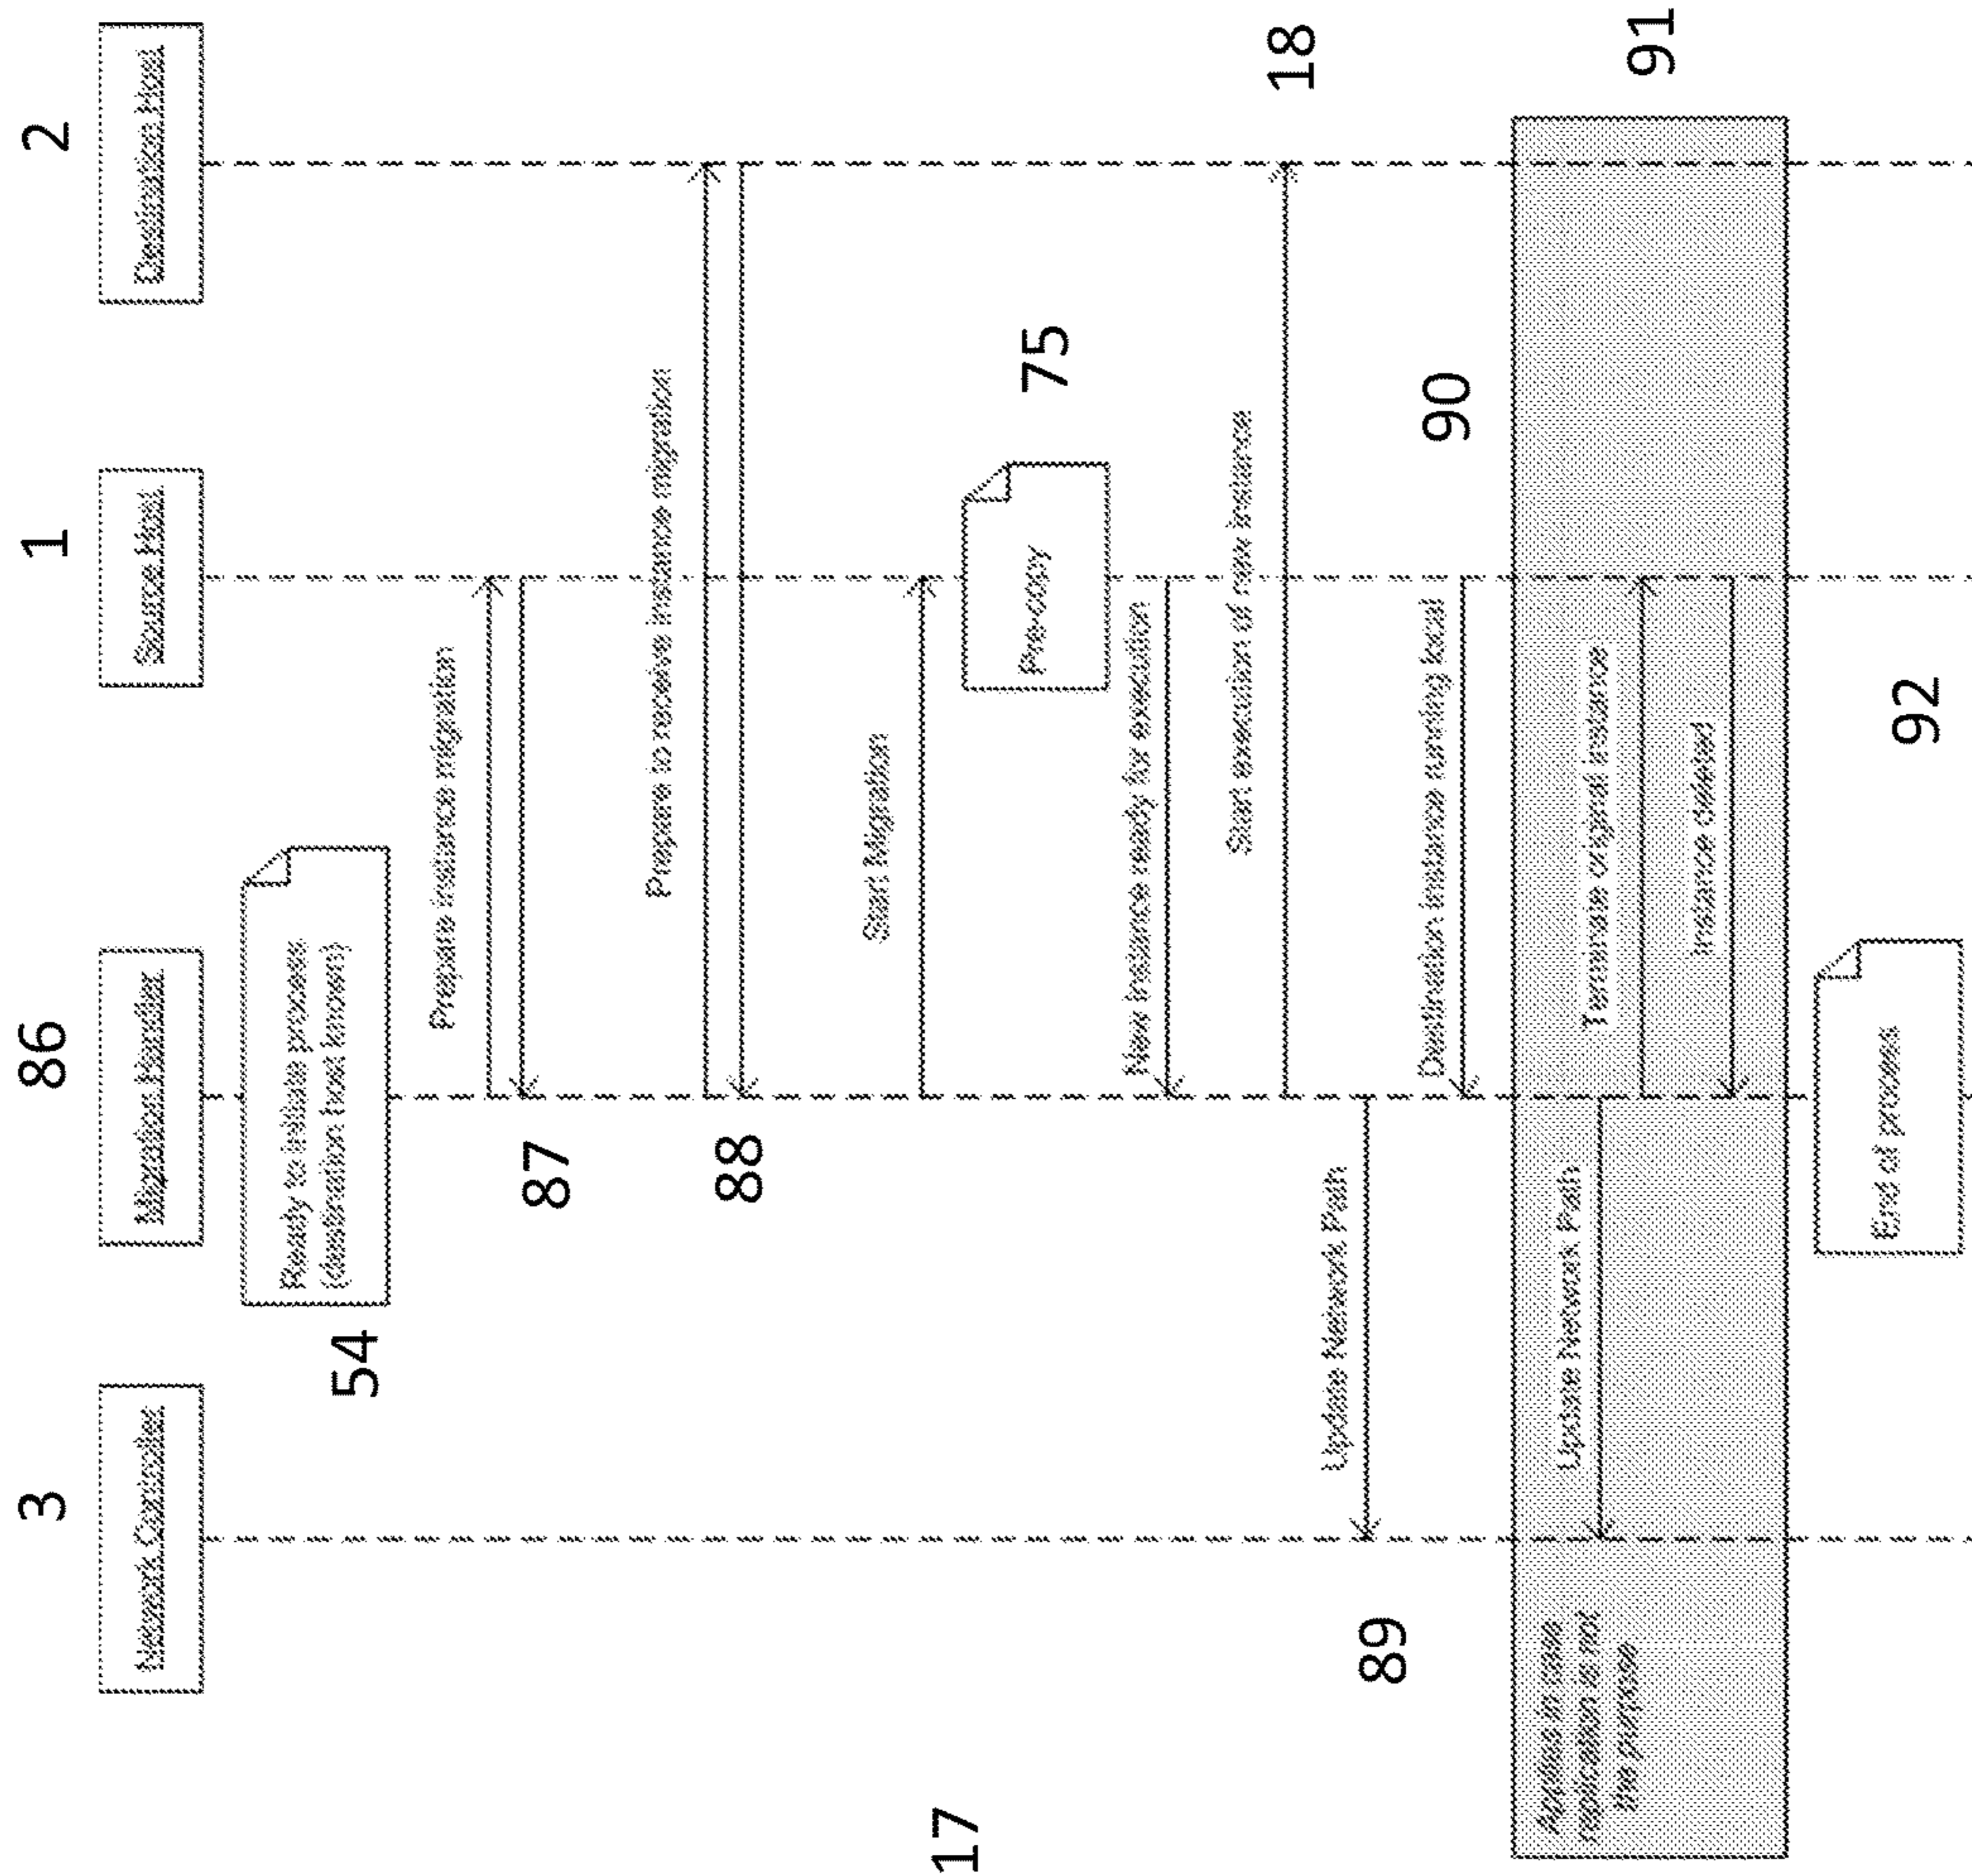 3
86
1
2
Network Controller
Migration Handler
Source Host
Destination Host
54
Ready to initiate process
(destination host known)
Prepare instance migration
87
Prepare to receive instance migration
88
Start Migration
17
Pre-copy
75
New instance ready for execution
Start execution of new instance
18
Update Network Path
89
Destination instance running local
90
Applies in case
replication is not
the purpose
Update Network Path
Terminate original instance
Instance deleted
91
End of process
92